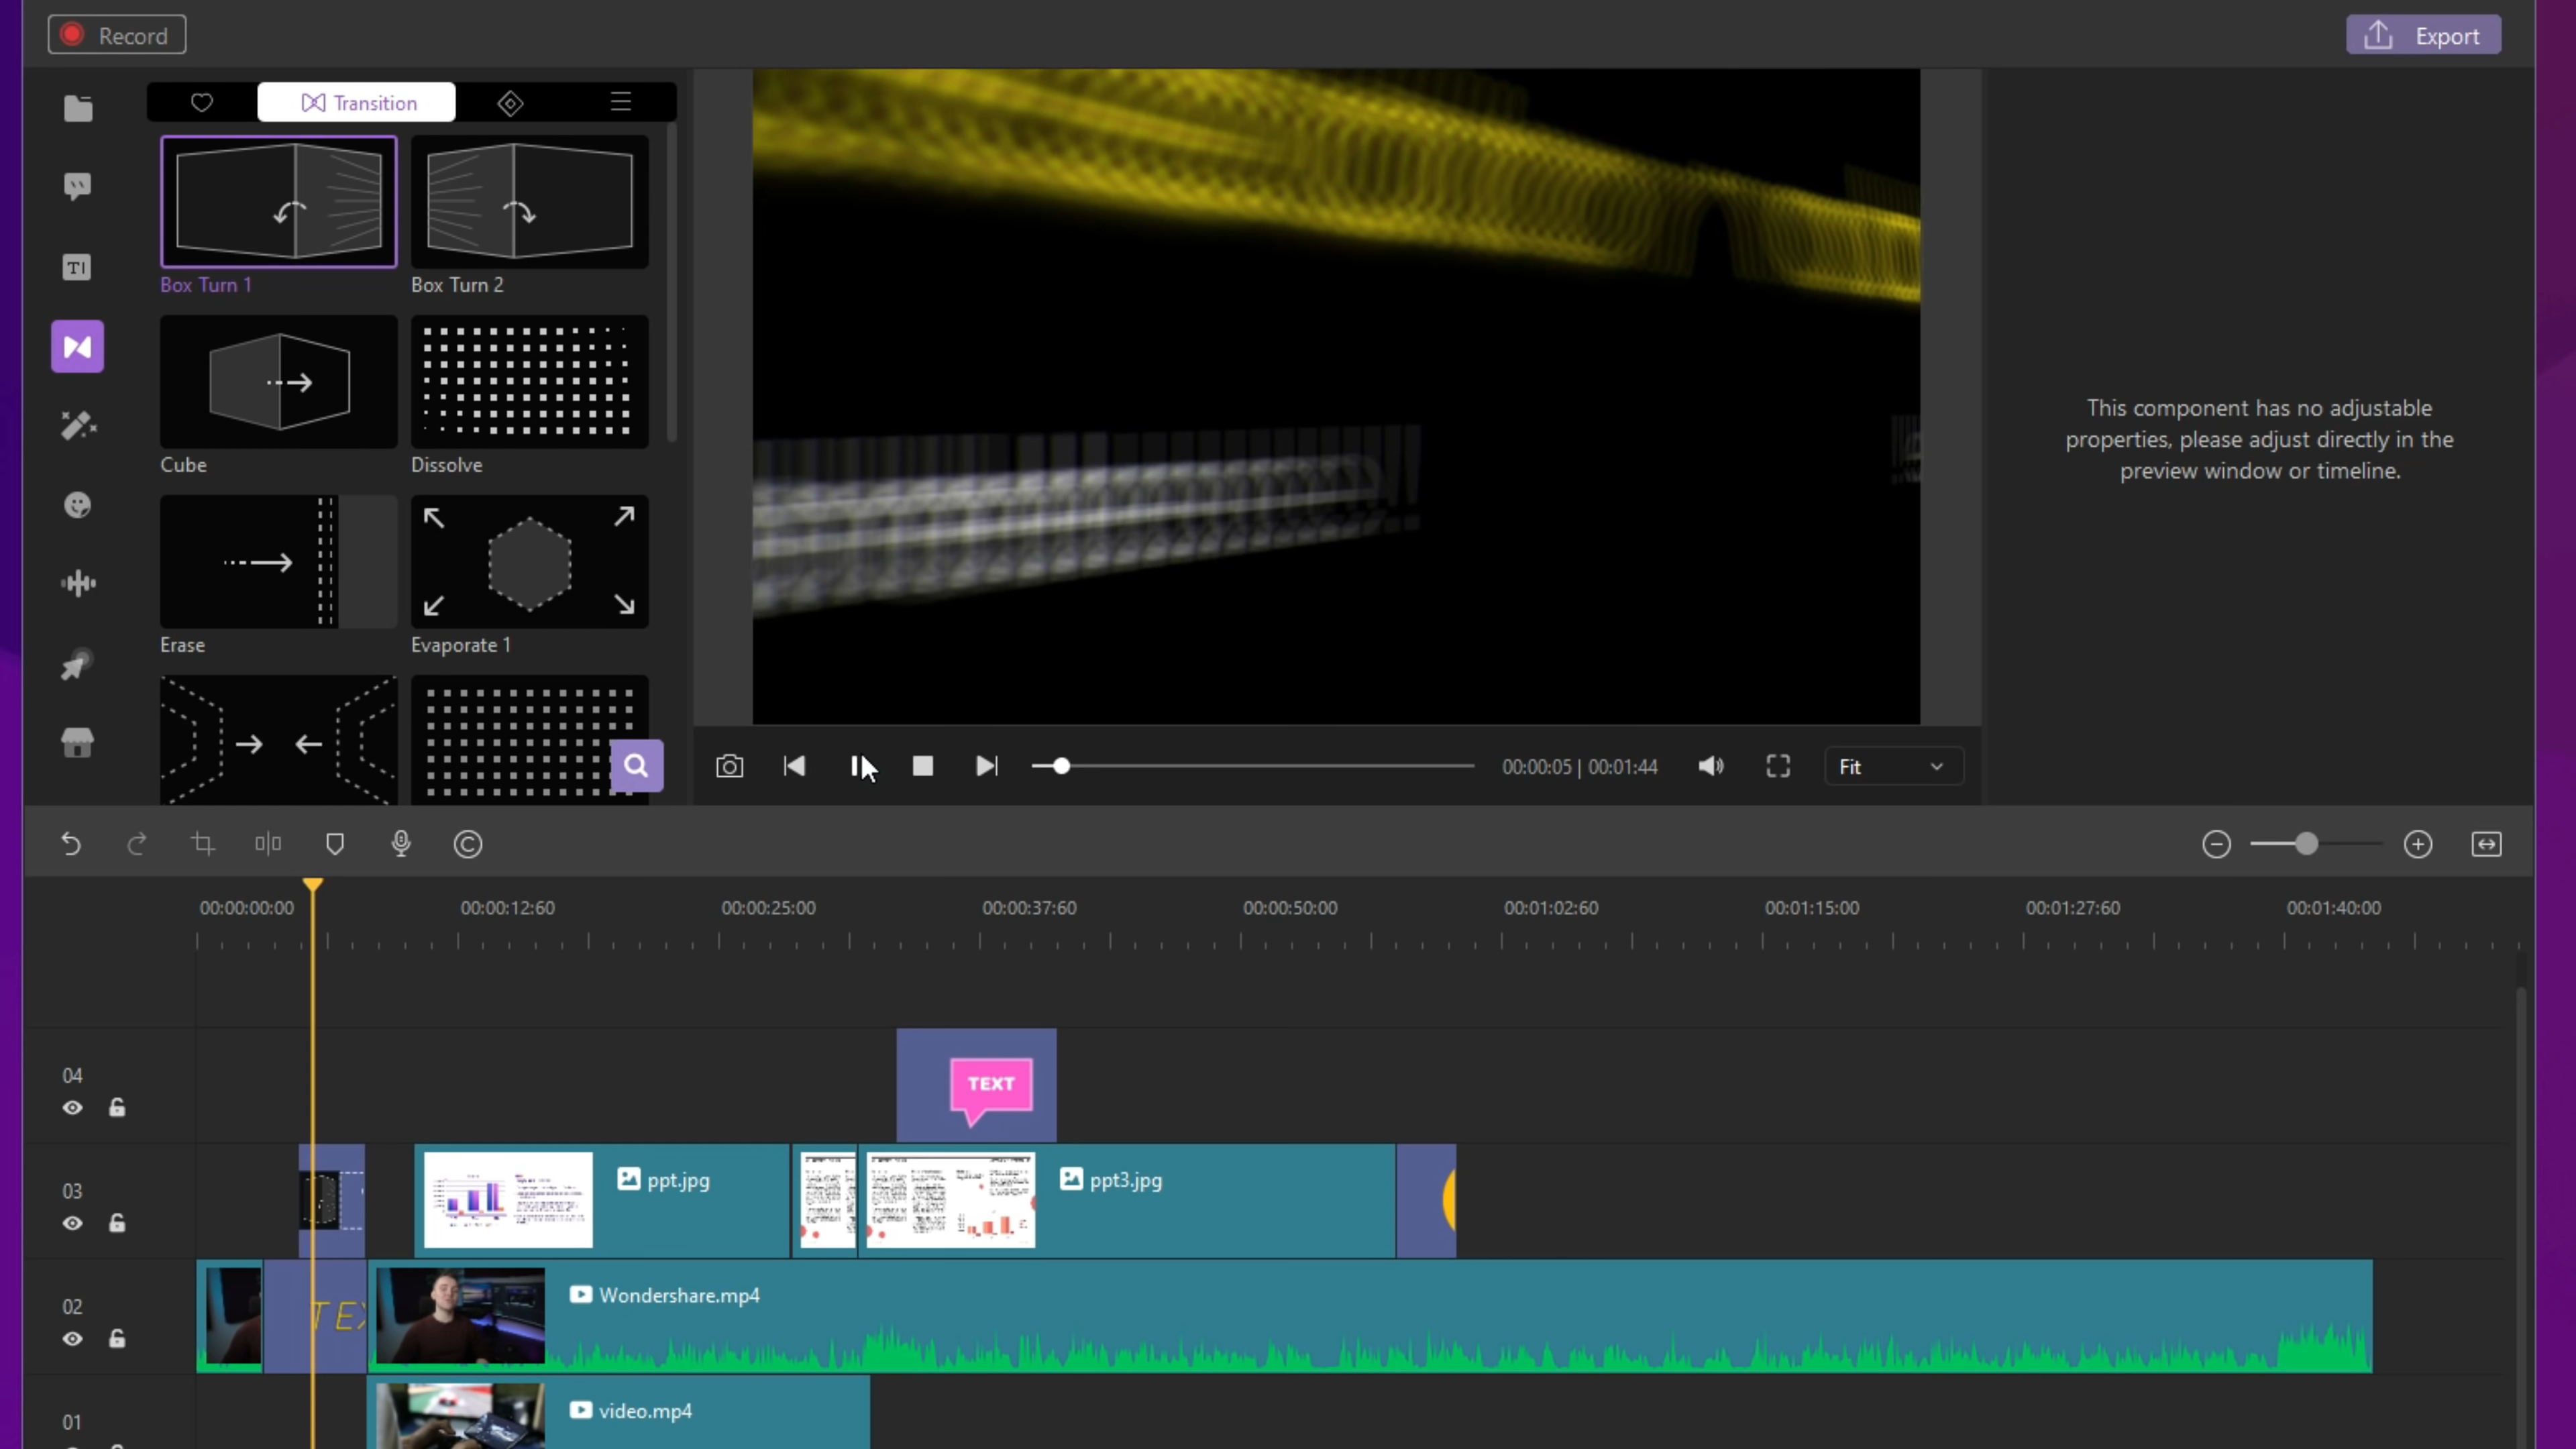 Record
Export
Transition
Box Turn 1
Box Turn 2
Cube
Dissolve
Erase
Evaporate 1
This component has no adjustable
properties, please adjust directly in the
preview window or timeline.
00:00:05 | 00:01:44
Fit
00:00:00:00
00:00:12:60
00:00:25:00
00:00:37:60
00:00:50:00
00:01:02:60
00:01:15:00
00:01:27:60
00:01:40:00
04
TEXT
03
ppt.jpg
ppt3.jpg
02
TEX
Wondershare.mp4
01
video.mp4